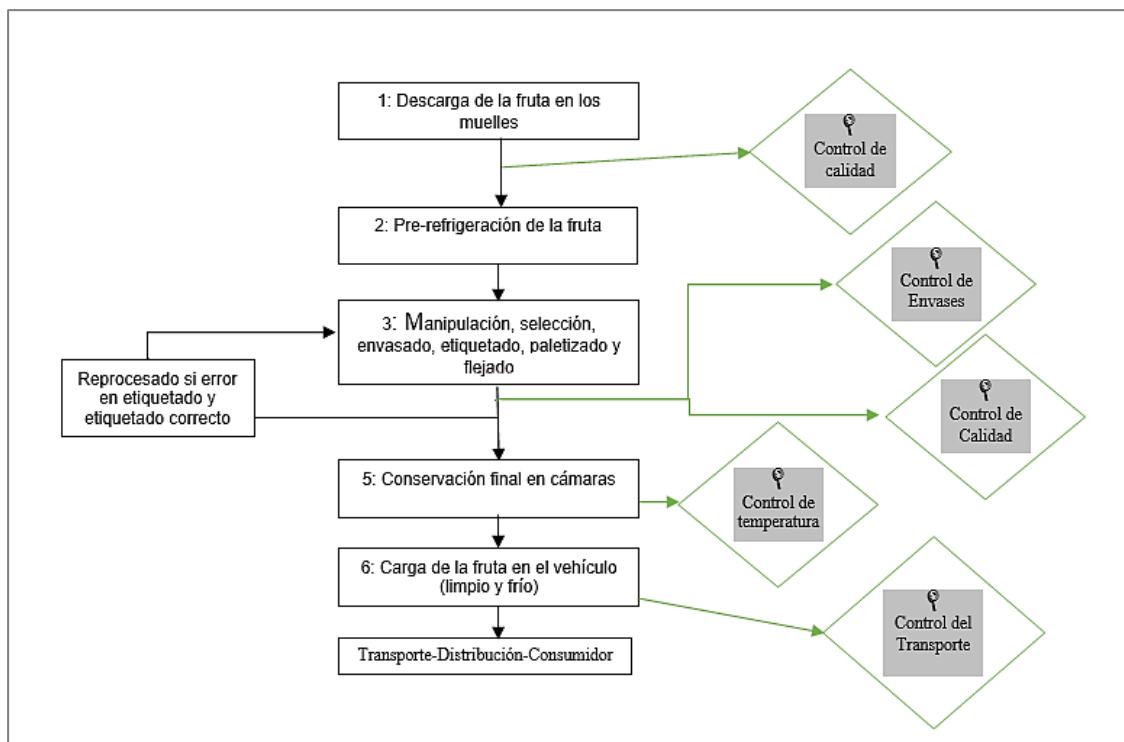 1: Descarga de la fruta en los
muelles
Control de
calidad
2: Pre-refrigeración de la fruta
Control de
Envases
3: Manipulación, selección,
envasado, etiquetado, paletizado y
flejado
Reprocesado si error
en etiquetado y
etiquetado correcto
Control de
Calidad
5: Conservación final en cámaras
Control de
temperatura
6: Carga de la fruta en el vehículo
(limpio y frío)
Control del
Transporte
Transporte-Distribución-Consumidor